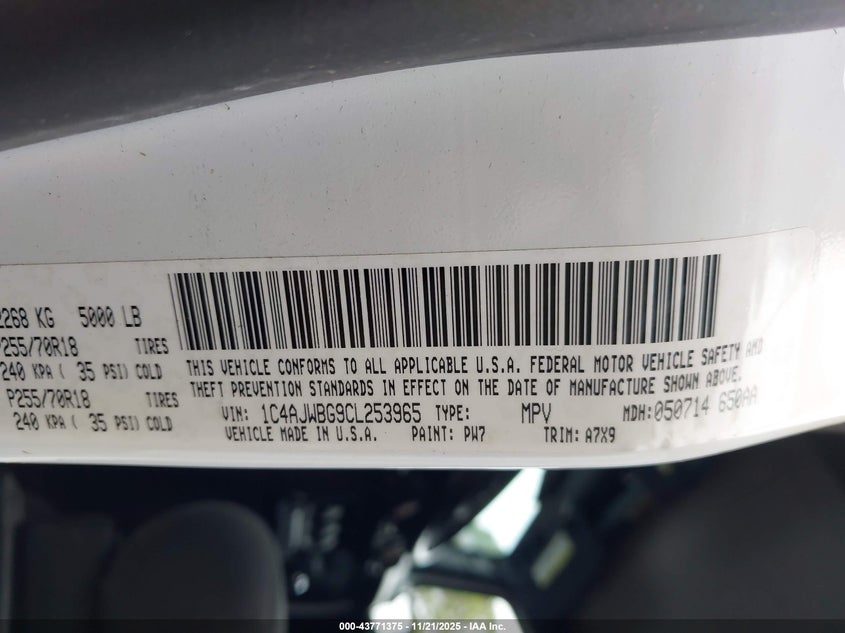 2268 KG 5000 LB
P255/70R18 TIRES
240 KPA ( 35 PSI) COLD
P255/70R18 TIRES
240 KPA ( 35 PSI) COLD
THIS VEHICLE CONFORMS TO ALL APPLICABLE U.S.A. FEDERAL MOTOR VEHICLE SAFETY AND
THEFT PREVENTION STANDARDS IN EFFECT ON THE DATE OF MANUFACTURE SHOWN ABOVE.
VIN: 1C4AJWBG9CL253965 TYPE: MPV MDH:050714 650AA
VEHICLE MADE IN U.S.A. PAINT: PW7 TRIM: A7X9
000-43771375 - 11/21/2025 - IAA Inc.